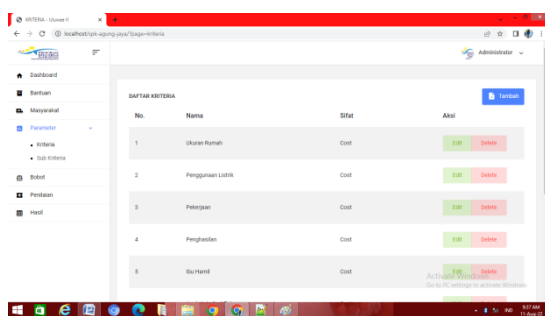 KRITERIA - Uluwee H
localhost/spk-agung-jaya/?page=kriteria
Administrator
Dashboard
Bantuan
Masyarakat
Parameter
Kriteria
Sub Kriteria
Bobot
Penilaian
Hasil
DAFTAR KRITERIA
Tambah
No. Nama Sifat Aksi
1 Ukuran Rumah Cost Edit Delete
2 Penggunaan Listrik Cost Edit Delete
3 Pekerjaan Cost Edit Delete
4 Penghasilan Cost Edit Delete
5 Ibu Hamil Cost Edit Delete
Activate Windows
Go to PC settings to activate Windows.
IND
9:37 AM